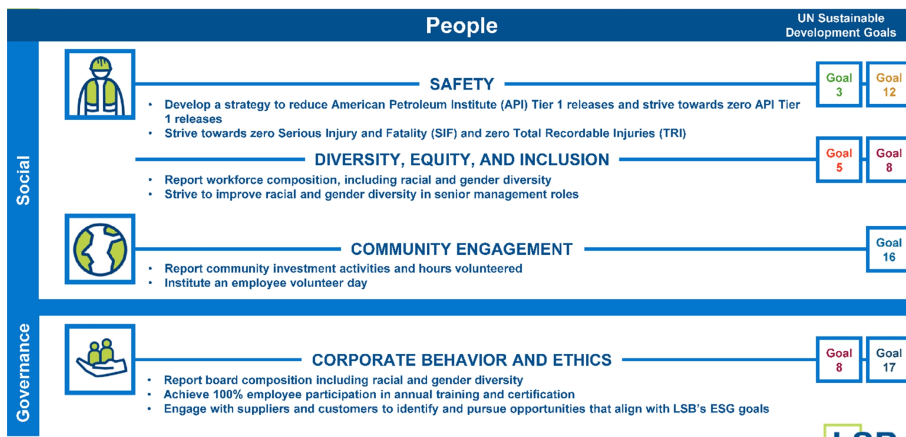 People
UN Sustainable
Development Goals
Social
SAFETY
Goal
3
Goal
12
• Develop a strategy to reduce American Petroleum Institute (API) Tier 1 releases and strive towards zero API Tier
1 releases
• Strive towards zero Serious Injury and Fatality (SIF) and zero Total Recordable Injuries (TRI)
DIVERSITY, EQUITY, AND INCLUSION
Goal
5
Goal
8
• Report workforce composition, including racial and gender diversity
• Strive to improve racial and gender diversity in senior management roles
COMMUNITY ENGAGEMENT
Goal
16
• Report community investment activities and hours volunteered
• Institute an employee volunteer day
Governance
CORPORATE BEHAVIOR AND ETHICS
Goal
8
Goal
17
• Report board composition including racial and gender diversity
• Achieve 100% employee participation in annual training and certification
• Engage with suppliers and customers to identify and pursue opportunities that align with LSB's ESG goals